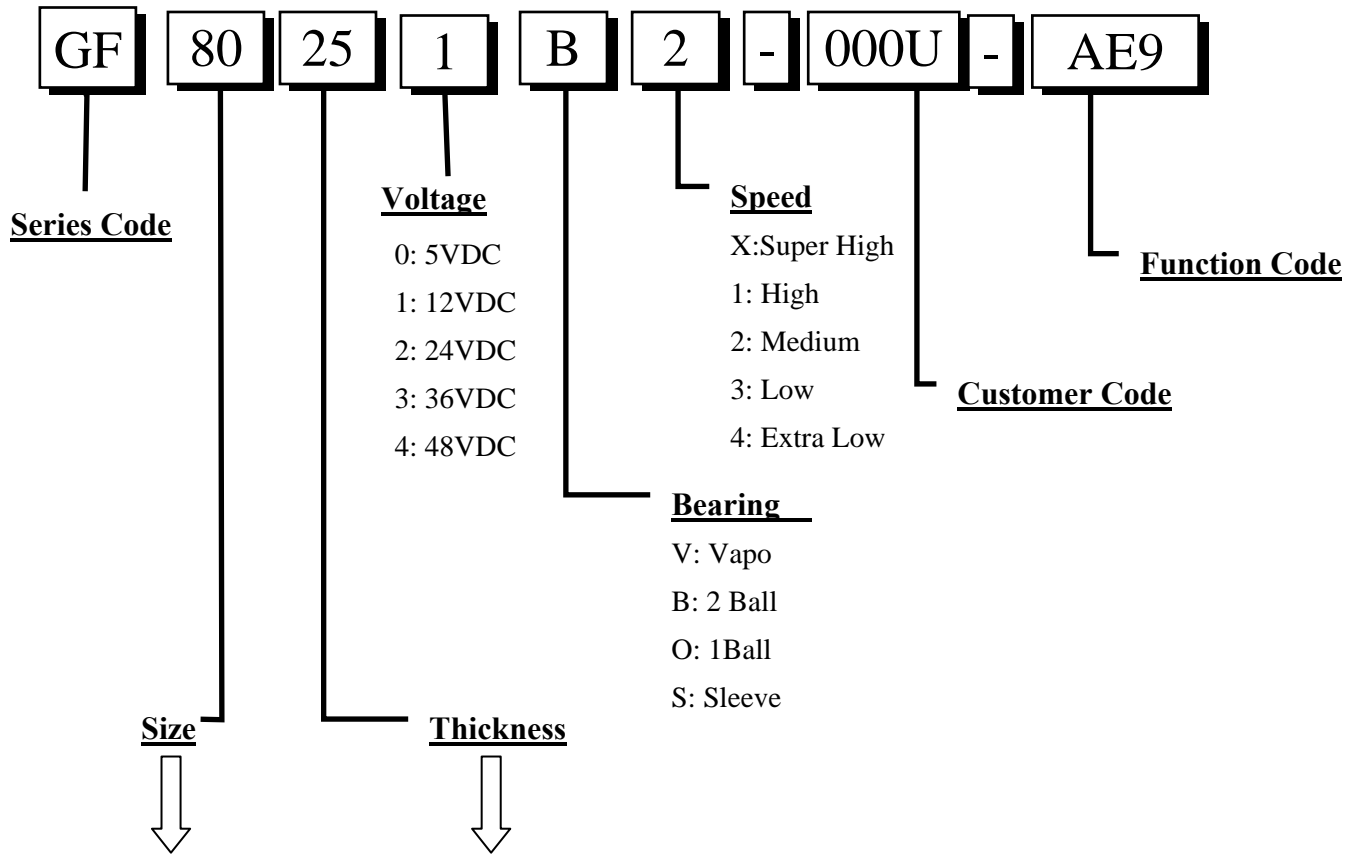 GF 80 25 1 B 2 - 000U - AE9
Series Code
Voltage
0: 5VDC
1: 12VDC
2: 24VDC
3: 36VDC
4: 48VDC
Speed
X:Super High
1: High
2: Medium
3: Low
4: Extra Low
Function Code
Customer Code
Bearing
V: Vapo
B: 2 Ball
O: 1Ball
S: Sleeve
Size
Thickness